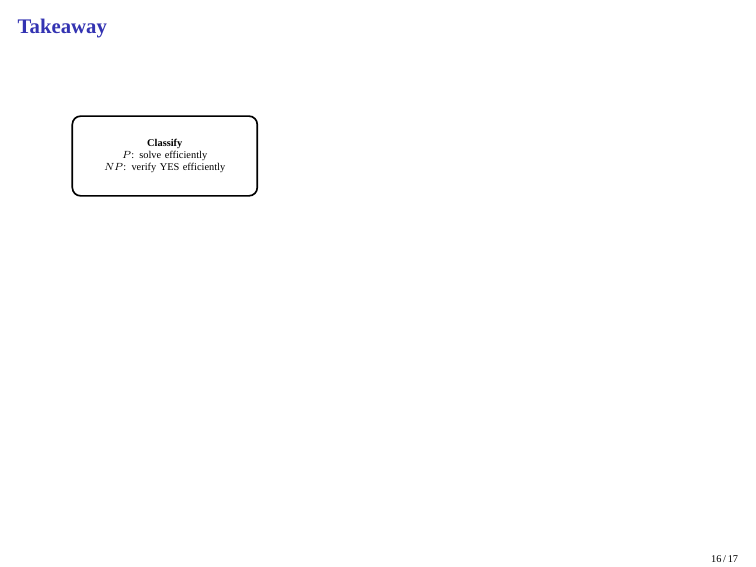 Takeaway
Classify
P: solve efficiently
NP: verify YES efficiently
16 / 17